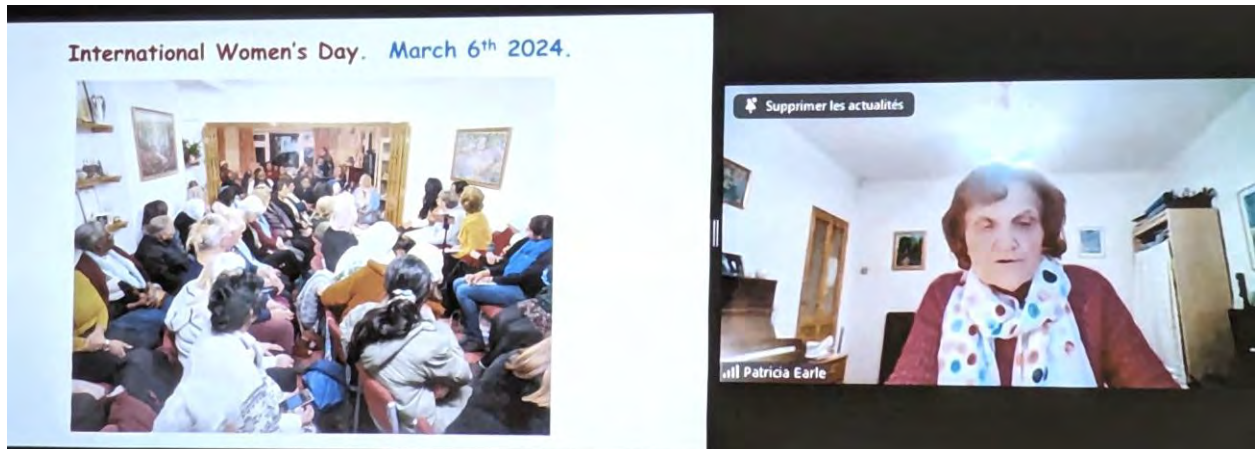 International Women's Day. March 6th 2024.
Supprimer les actualités
Patricia Earle